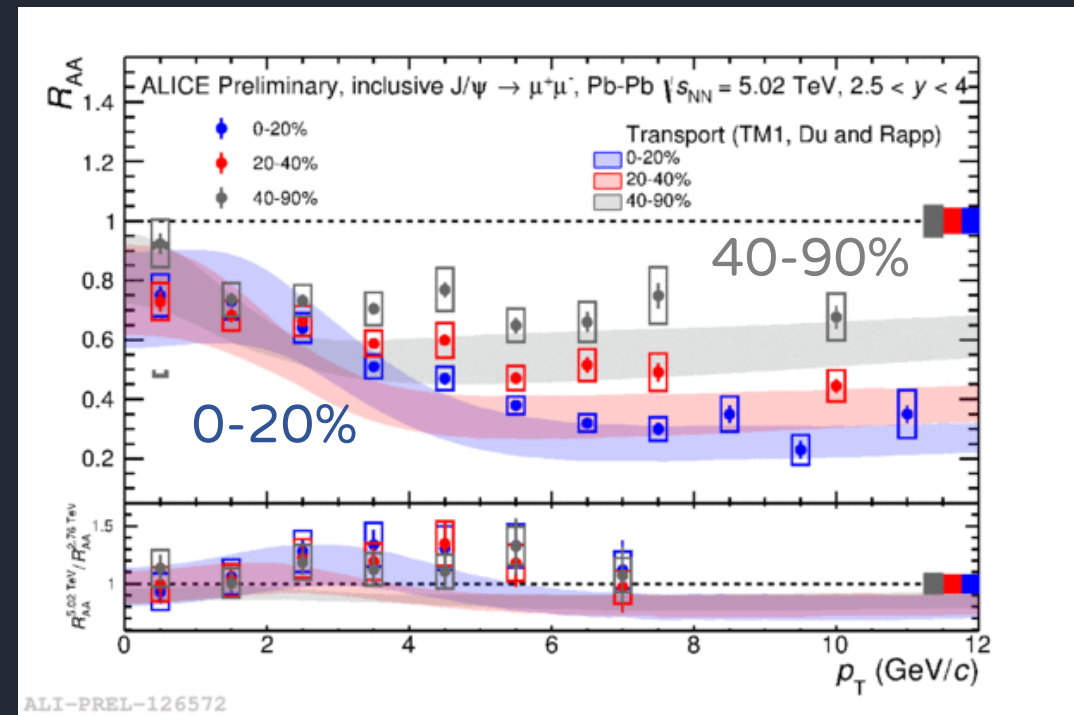 R_AA
ALICE Preliminary, inclusive J/ψ → μ⁺μ⁻, Pb-Pb √s_NN = 5.02 TeV, 2.5 < y < 4
0-20%
20-40%
40-90%
Transport (TM1, Du and Rapp)
0-20%
20-40%
40-90%
1.4
1.2
1
0.8
0.6
0.4
0.2
40-90%
0-20%
R_AA^5.02 TeV/R_AA^2.76 TeV
1.5
1
0 2 4 6 8 10 12
p_T (GeV/c)
ALI-PREL-126572